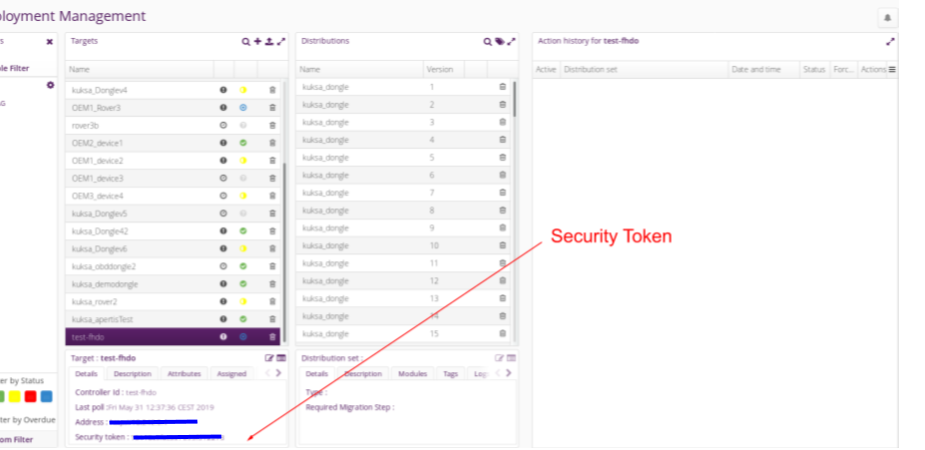 ployment Management
s
Targets
Distributions
Action history for test-fhdo
le Filter
Name
Name Version
Active Distribution set Date and time Status Forc... Actions
G
kuksa_Donglev4
OEM1_Rover3
rover3b
OEM2_device1
OEM1_device2
OEM1_device3
OEM3_device4
kuksa_Donglev5
kuksa_Dongle42
kuksa_Donglev6
kuksa_obddongle2
kuksa_demodongle
kuksa_rover2
kuksa_apertisTest
test-fhdo
kuksa_dongle 1
kuksa_dongle 2
kuksa_dongle 3
kuksa_dongle 4
kuksa_dongle 5
kuksa_dongle 6
kuksa_dongle 7
kuksa_dongle 8
kuksa_dongle 9
kuksa_dongle 10
kuksa_dongle 11
kuksa_dongle 12
kuksa_dongle 13
kuksa_dongle 14
kuksa_dongle 15
Security Token
Target : test-fhdo
Details Description Attributes Assigned
Controller Id : test-fhdo
Last poll :Fri May 31 12:37:36 CEST 2019
Address :
Security token :
Distribution set :
Details Description Modules Tags Log
Type :
Required Migration Step :
er by Status
ter by Overdue
om Filter